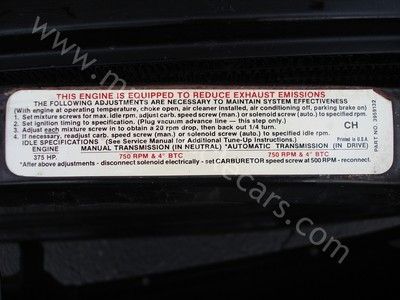 THIS ENGINE IS EQUIPPED TO REDUCE EXHAUST EMISSIONS
THE FOLLOWING ADJUSTMENTS ARE NECESSARY TO MAINTAIN SYSTEM EFFECTIVENESS
(With engine at operating temperature, choke open, air cleaner installed, air conditioning off, parking brake on)
1. Set mixture screws for max. idle rpm, adjust carb. speed screw (man.) or solenoid screw (auto.) to specified rpm.
2. Set ignition timing to specifications. (Plug vacuum advance line — this step only.)
3. Adjust each mixture screw in to obtain a 20 rpm drop, then back out 1/4 turn.
4. If necessary, readjust carb. speed screw (man.) or solenoid screw (auto.) to specified idle rpm.
IDLE SPECIFICATIONS (See Service Manual for Additional Tune-Up Instructions.)
CH
Printed in U.S.A.
PART NO. 3959132
ENGINE MANUAL TRANSMISSION (IN NEUTRAL) *AUTOMATIC TRANSMISSION (IN DRIVE)
375 HP. 750 RPM & 4° BTC 750 RPM & 4° BTC
*After above adjustments - disconnect solenoid electrically - set CARBURETOR speed screw at 500 RPM - reconnect.